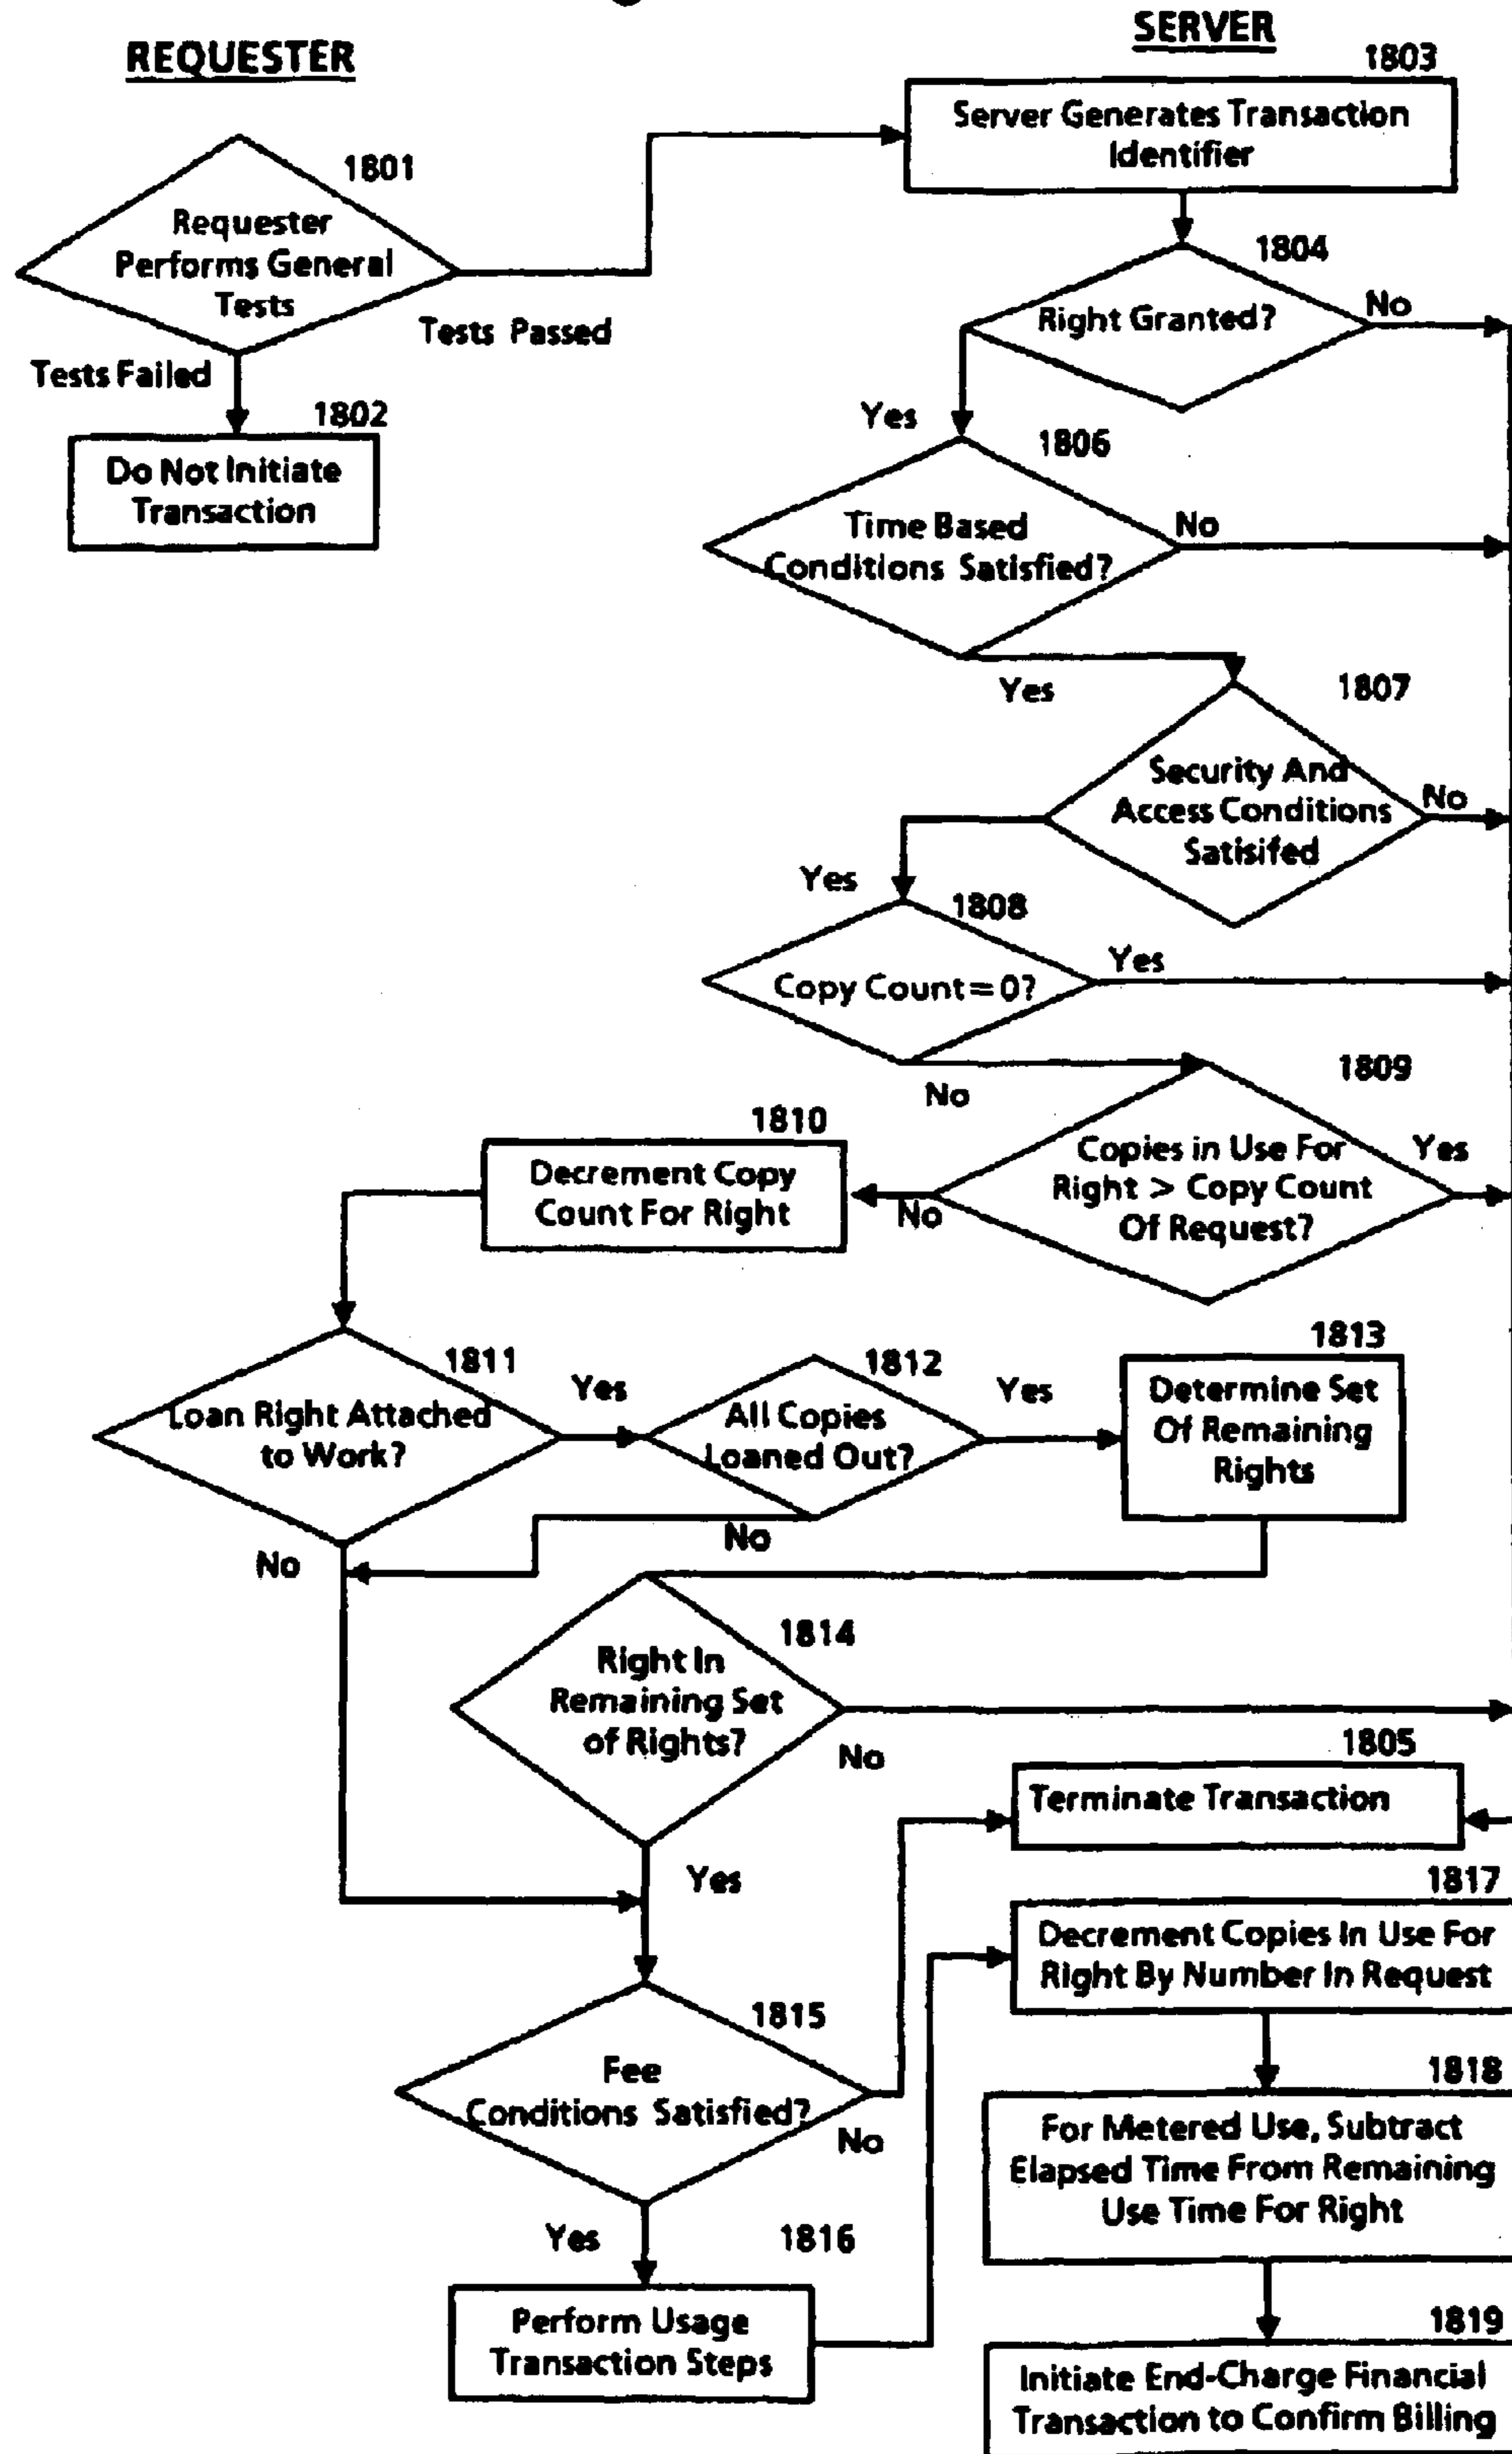 REQUESTER
SERVER
1803
Server Generates Transaction
Identifier
1801
Requester
Performs General
Tests
Tests Passed
Tests Failed
1802
Do Not Initiate
Transaction
1804
Right Granted?
No
Yes
1806
Time Based
Conditions Satisfied?
No
Yes
1807
Security And
Access Conditions
Satisifed
No
Yes
1808
Copy Count=0?
Yes
No
1809
Copies in Use For
Right > Copy Count
Of Request?
Yes
No
1810
Decrement Copy
Count For Right
1811
Loan Right Attached
to Work?
Yes
No
1812
All Copies
Loaned Out?
Yes
No
1813
Determine Set
Of Remaining
Rights
1814
Right In
Remaining Set
of Rights?
No
Yes
1805
Terminate Transaction
1815
Fee
Conditions Satisfied?
No
Yes
1816
Perform Usage
Transaction Steps
1817
Decrement Copies In Use For
Right By Number In Request
1818
For Metered Use, Subtract
Elapsed Time From Remaining
Use Time For Right
1819
Initiate End-Charge Financial
Transaction to Confirm Billing